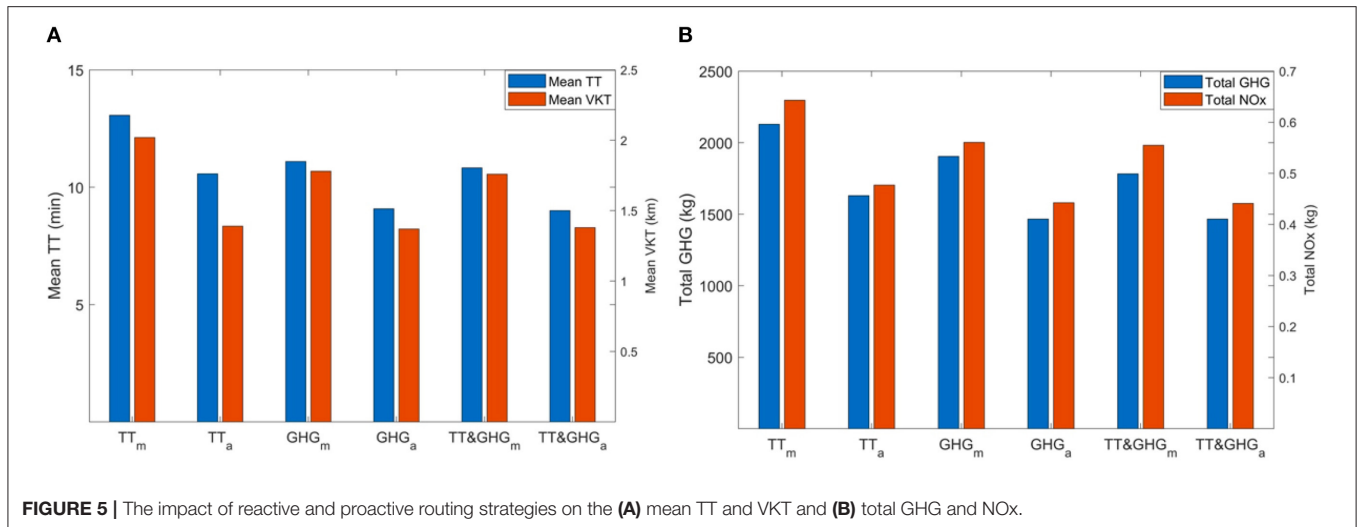 A
B
15
10
5
Mean TT (min)
Mean TT
Mean VKT
2.5
2
1.5
1
0.5
Mean VKT (km)
TTm
TTa
GHGm
GHGa
TT&GHGm
TT&GHGa
2500
2000
1500
1000
500
Total GHG (kg)
Total GHG
Total NOx
0.7
0.6
0.5
0.4
0.3
0.2
0.1
Total NOx (kg)
TTm
TTa
GHGm
GHGa
TT&GHGm
TT&GHGa
FIGURE 5 | The impact of reactive and proactive routing strategies on the (A) mean TT and VKT and (B) total GHG and NOx.